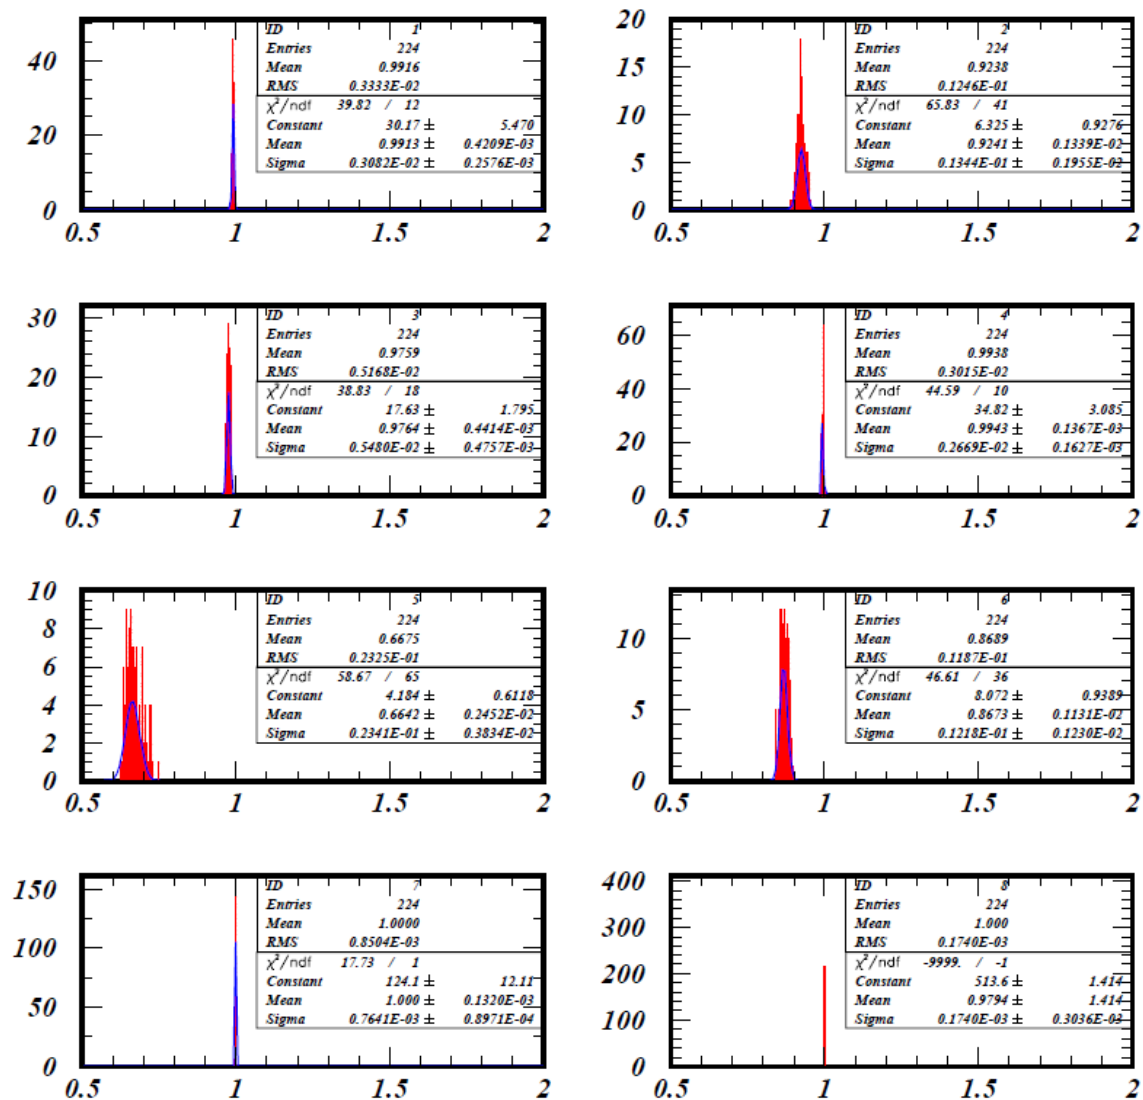 ID 1
Entries 224
Mean 0.9916
RMS 0.3333E-02
χ²/ndf 39.82 / 12
Constant 30.17 ± 5.470
Mean 0.9913 ± 0.4209E-03
Sigma 0.3082E-02 ± 0.2576E-03
40
20
0
0.5 1 1.5 2
ID 2
Entries 224
Mean 0.9238
RMS 0.1246E-01
χ²/ndf 65.83 / 41
Constant 6.325 ± 0.9276
Mean 0.9241 ± 0.1339E-02
Sigma 0.1344E-01 ± 0.1955E-02
20
15
10
5
0
0.5 1 1.5 2
ID 3
Entries 224
Mean 0.9759
RMS 0.5168E-02
χ²/ndf 38.83 / 18
Constant 17.63 ± 1.795
Mean 0.9764 ± 0.4414E-03
Sigma 0.5480E-02 ± 0.4757E-03
30
20
10
0
0.5 1 1.5 2
ID 4
Entries 224
Mean 0.9938
RMS 0.3015E-02
χ²/ndf 44.59 / 10
Constant 34.82 ± 3.085
Mean 0.9943 ± 0.1367E-03
Sigma 0.2669E-02 ± 0.1627E-03
60
40
20
0
0.5 1 1.5 2
ID 5
Entries 224
Mean 0.6675
RMS 0.2325E-01
χ²/ndf 58.67 / 65
Constant 4.184 ± 0.6118
Mean 0.6642 ± 0.2452E-02
Sigma 0.2341E-01 ± 0.3834E-02
10
8
6
4
2
0
0.5 1 1.5 2
ID 6
Entries 224
Mean 0.8689
RMS 0.1187E-01
χ²/ndf 46.61 / 36
Constant 8.072 ± 0.9389
Mean 0.8673 ± 0.1131E-02
Sigma 0.1218E-01 ± 0.1230E-02
10
5
0
0.5 1 1.5 2
ID 7
Entries 224
Mean 1.0000
RMS 0.8504E-03
χ²/ndf 17.73 / 1
Constant 124.1 ± 12.11
Mean 1.000 ± 0.1320E-03
Sigma 0.7641E-03 ± 0.8971E-04
150
100
50
0
0.5 1 1.5 2
ID 8
Entries 224
Mean 1.000
RMS 0.1740E-03
χ²/ndf -9999. / -1
Constant 513.6 ± 1.414
Mean 0.9794 ± 1.414
Sigma 0.1740E-03 ± 0.3036E-03
400
300
200
100
0
0.5 1 1.5 2